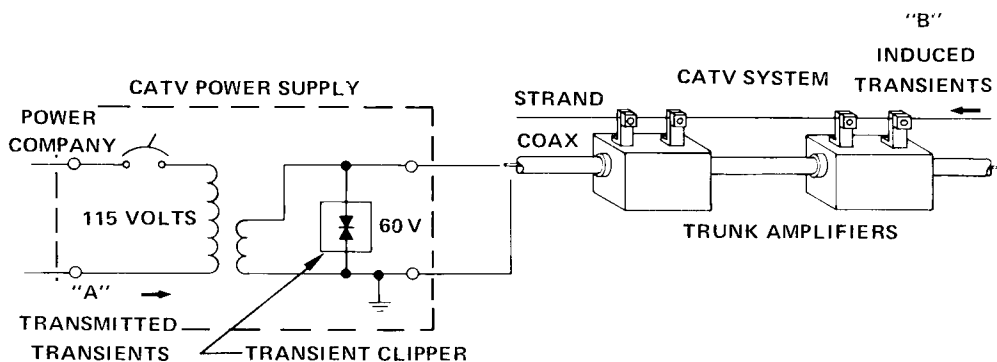 "B"
INDUCED
TRANSIENTS
CATV POWER SUPPLY
CATV SYSTEM
STRAND
COAX
POWER
COMPANY
115 VOLTS
60 V
TRUNK AMPLIFIERS
"A"
TRANSMITTED
TRANSIENTS
TRANSIENT CLIPPER